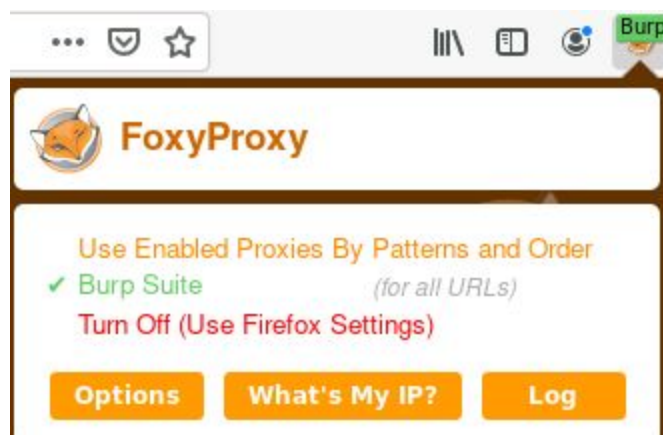 Burp
FoxyProxy
Use Enabled Proxies By Patterns and Order
✔ Burp Suite (for all URLs)
Turn Off (Use Firefox Settings)
Options What's My IP? Log